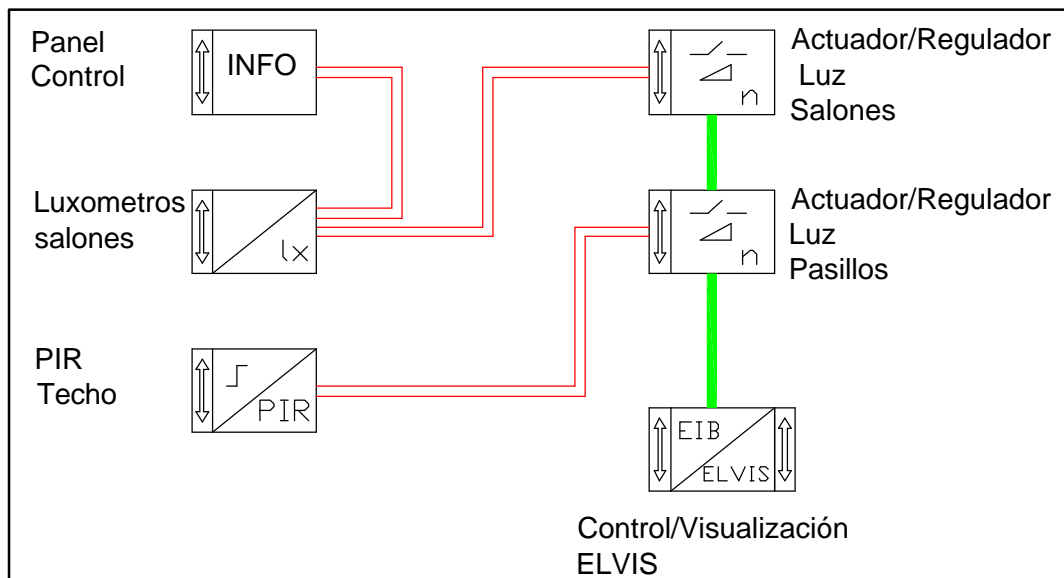 Panel
Control
INFO
Actuador/Regulador
Luz
Salones
n
Luxometros
salones
lx
Actuador/Regulador
Luz
Pasillos
n
PIR
Techo
PIR
EIB
ELVIS
Control/Visualización
ELVIS